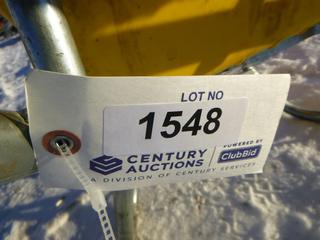 LOT NO
1548
CENTURY AUCTIONS
POWERED BY
ClubBid
A DIVISION OF CENTURY SERVICES